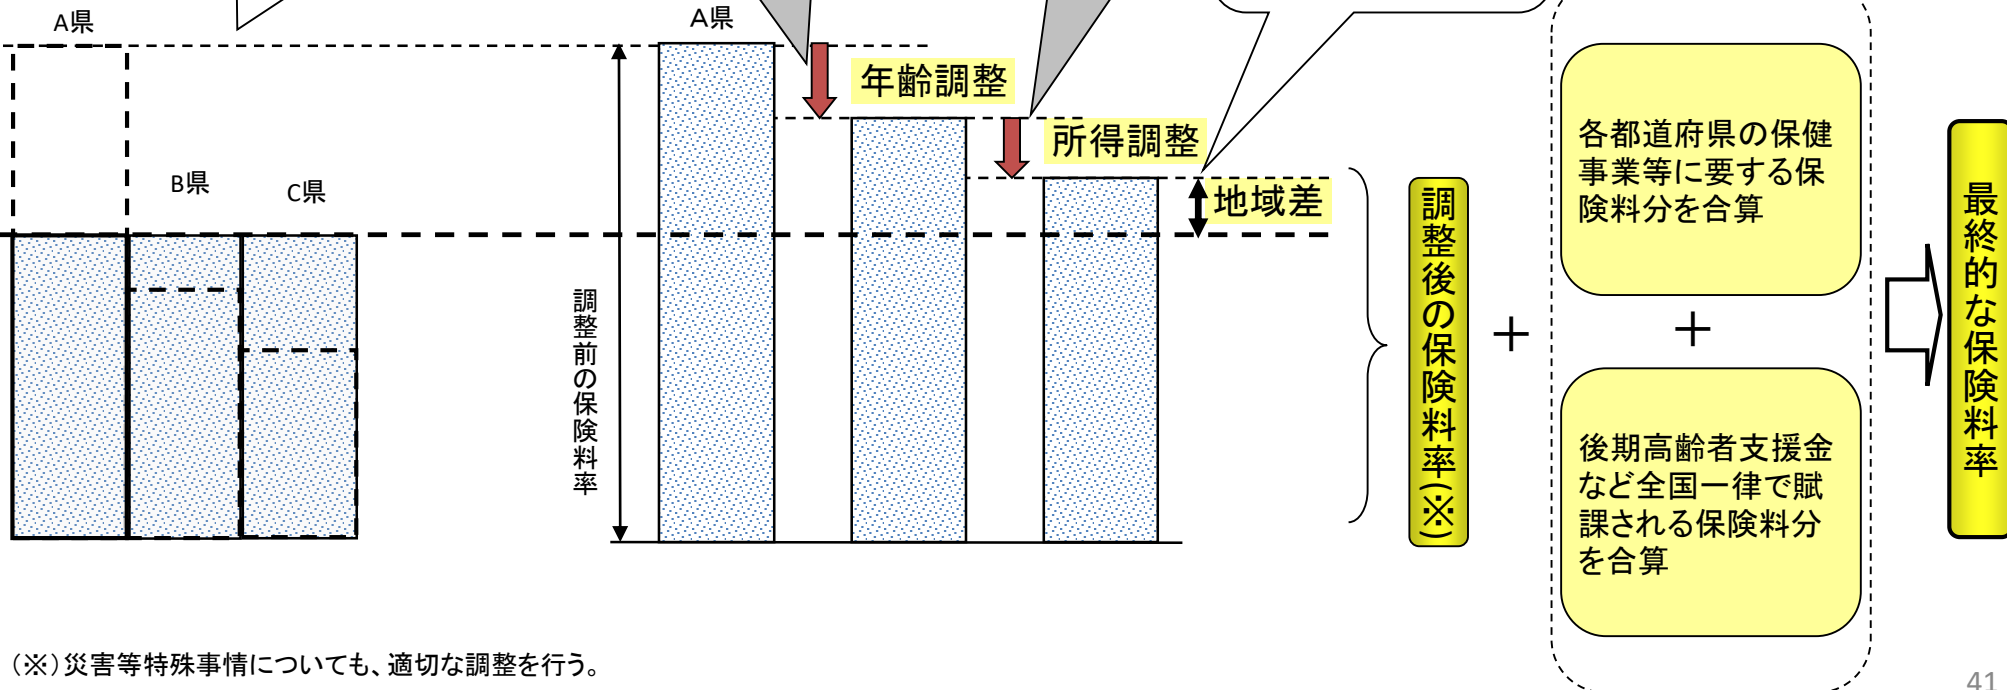 A県
B県
C県
A県
調整前の保険料率
年齢調整
所得調整
地域差
調整後の保険料率(※)
＋
各都道府県の保健
事業等に要する保
険料分を合算
＋
後期高齢者支援金
など全国一律で賦
課される保険料分
を合算
最終的な保険料率
(※)災害等特殊事情についても、適切な調整を行う。
41